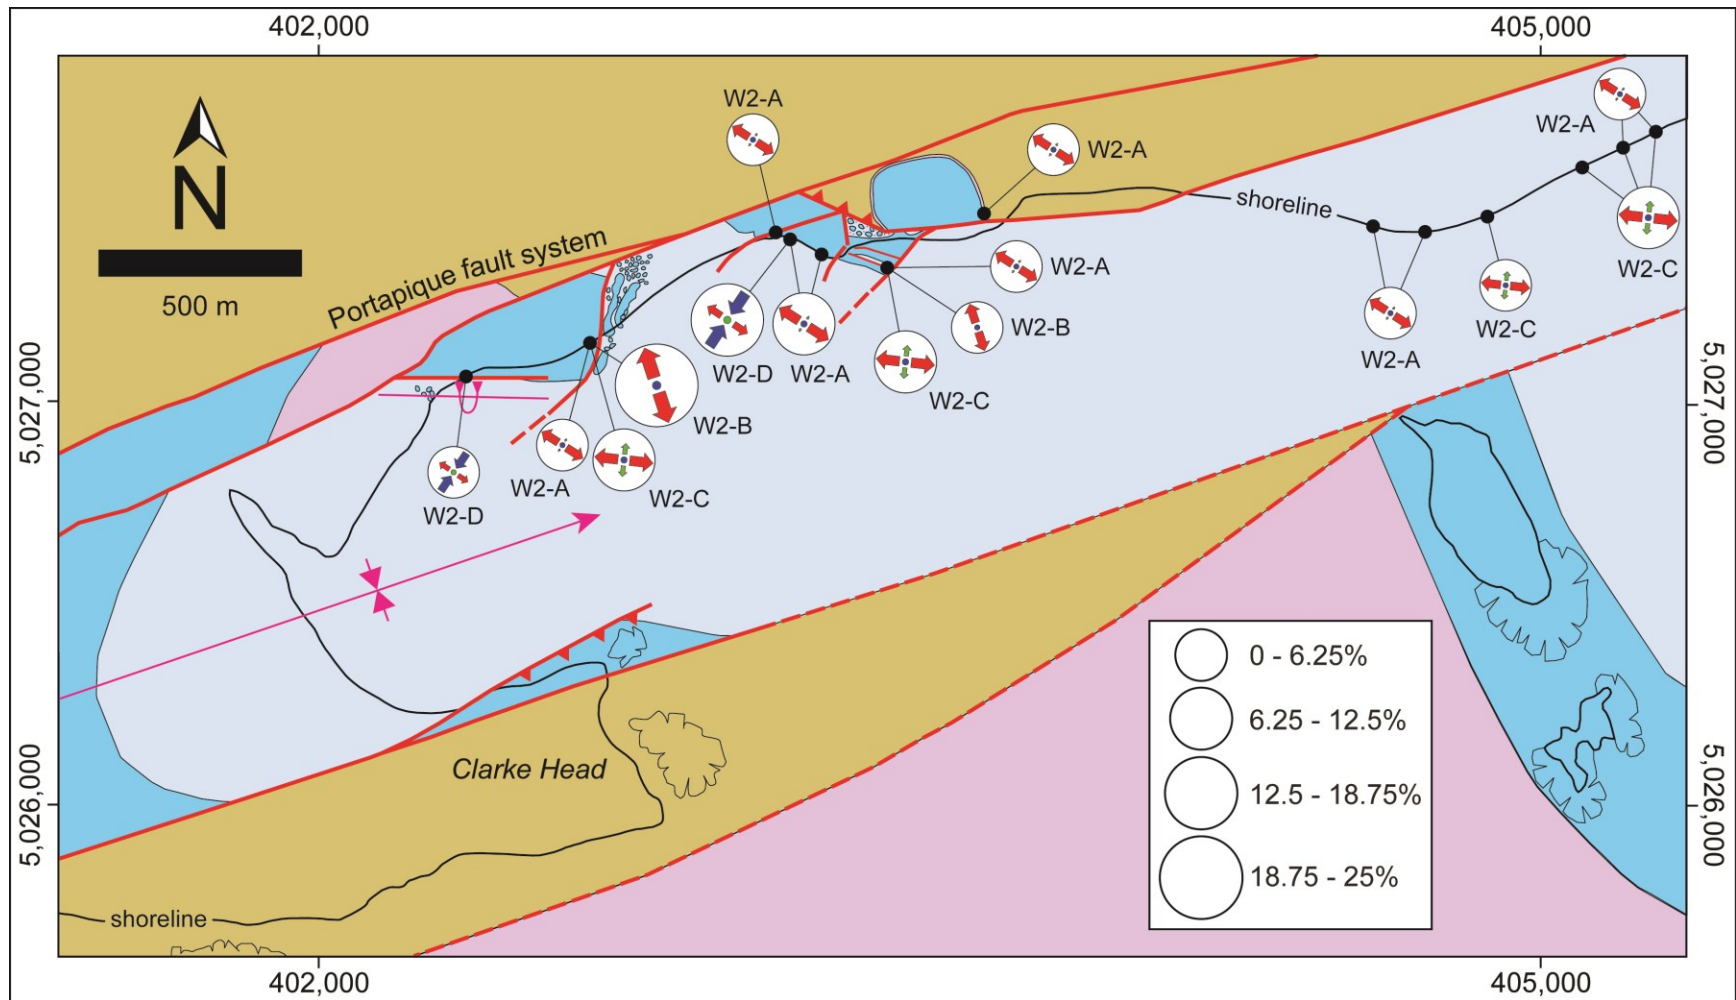 402,000
405,000
W2-A
W2-A
W2-A
N
shoreline
500 m
Portapique fault system
W2-A
W2-C
W2-B
W2-D
W2-A
W2-C
W2-A
W2-C
5,027,000
5,027,000
W2-B
W2-A
W2-C
W2-D
0 - 6.25%
6.25 - 12.5%
12.5 - 18.75%
18.75 - 25%
Clarke Head
5,026,000
5,026,000
shoreline
402,000
405,000